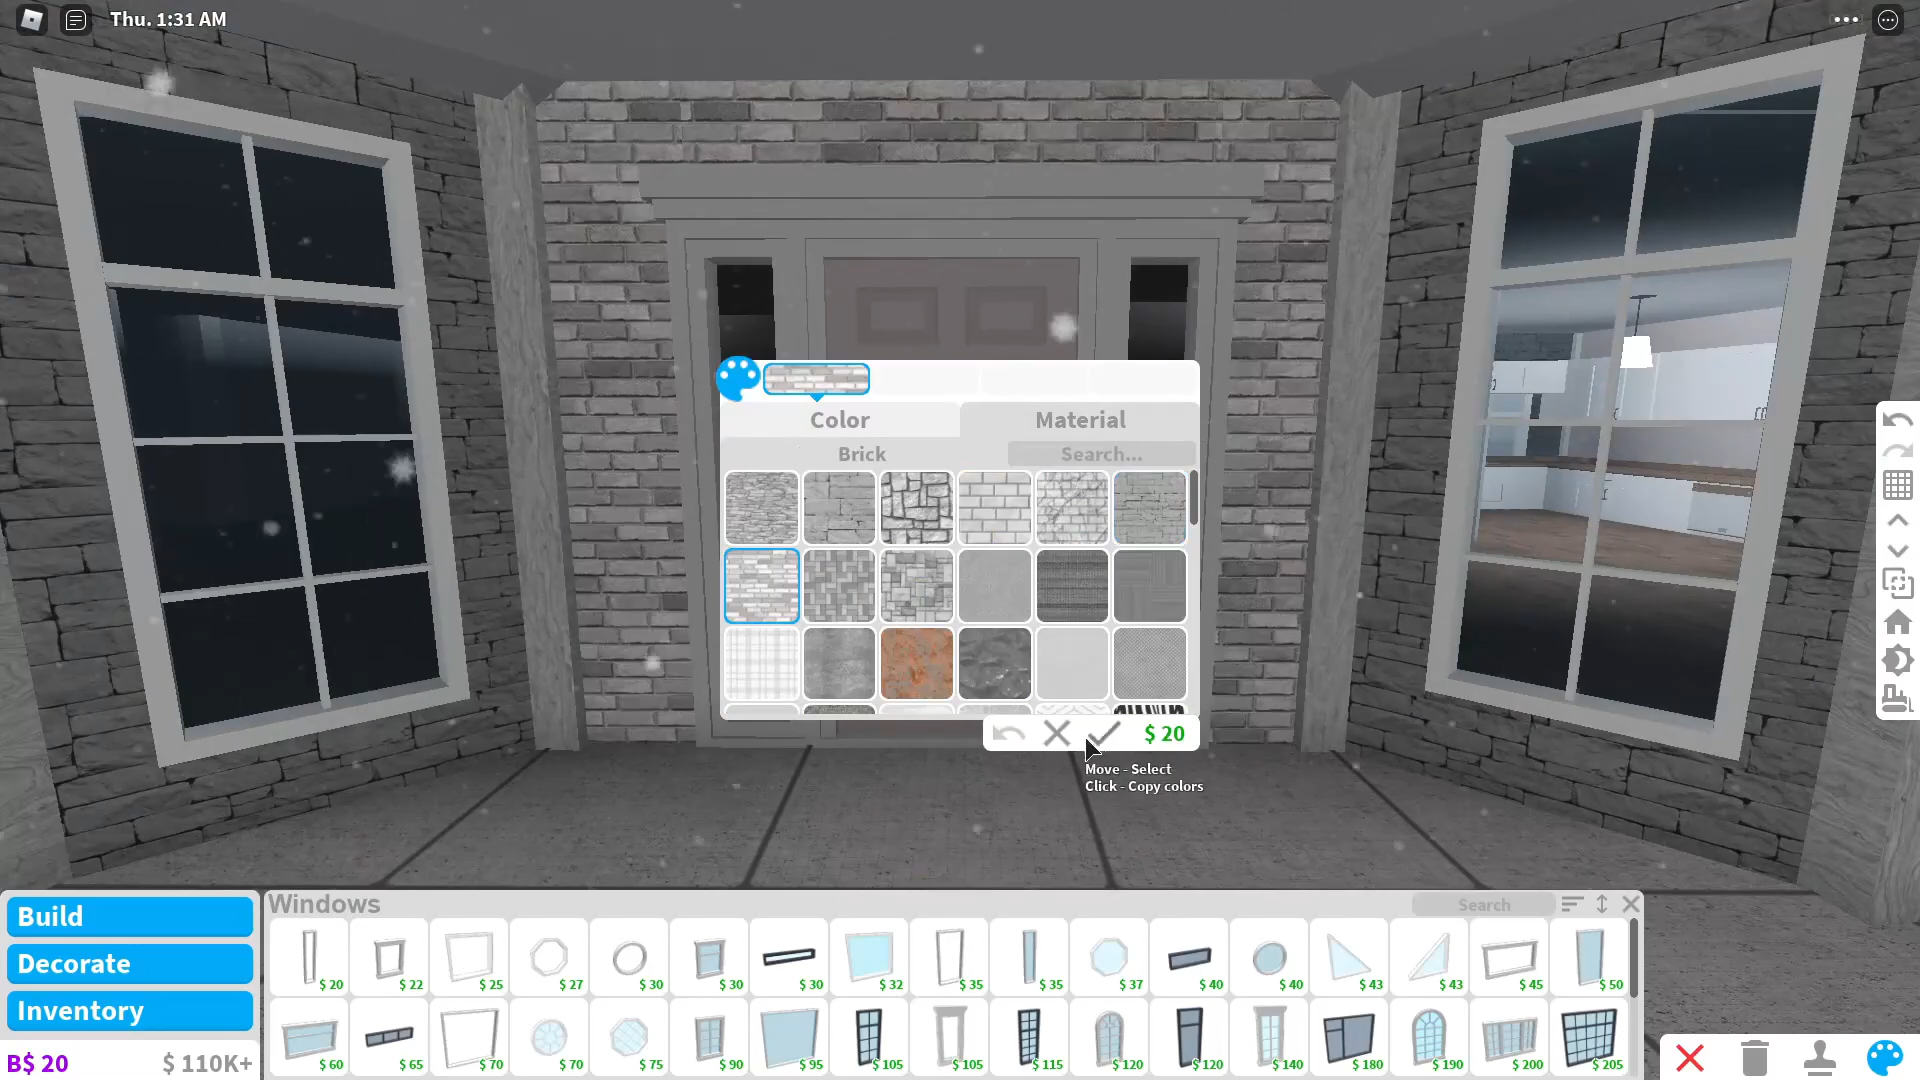 Thu. 1:31 AM
Color
Material
Brick
Search...
$ 20
Move - Select
Click - Copy colors
Build
Decorate
Inventory
B$ 20
$ 110K+
Windows
Search
$ 20
$ 22
$ 25
$ 27
$ 30
$ 30
$ 30
$ 32
$ 35
$ 35
$ 37
$ 40
$ 40
$ 43
$ 43
$ 45
$ 50
$ 60
$ 65
$ 70
$ 70
$ 75
$ 90
$ 95
$ 105
$ 105
$ 115
$ 120
$ 120
$ 140
$ 180
$ 190
$ 200
$ 205